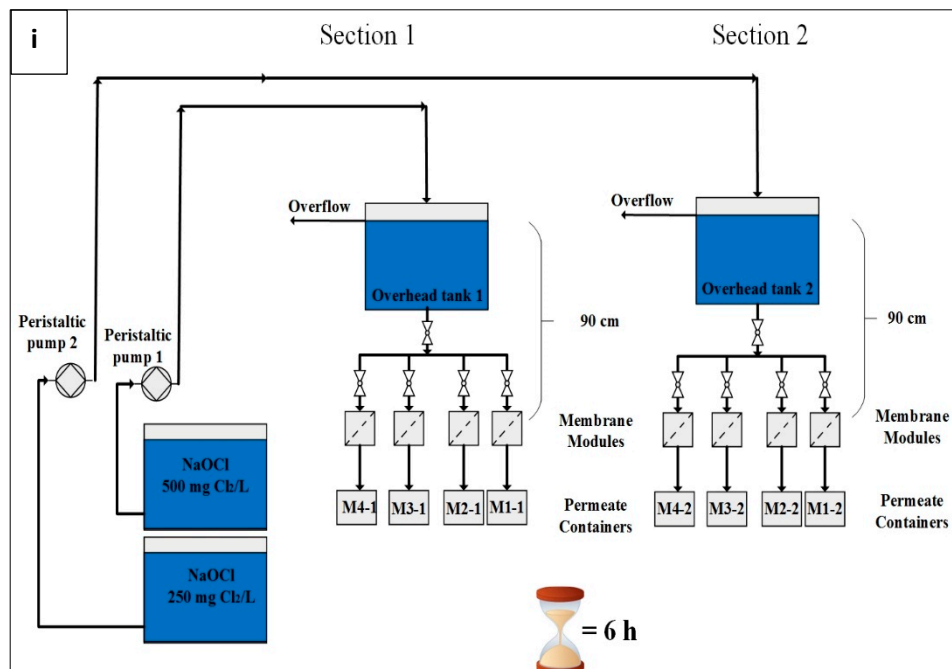 i
Section 1
Section 2
Overflow
Overflow
Overhead tank 1
Overhead tank 2
90 cm
90 cm
Peristaltic
pump 2
Peristaltic
pump 1
Membrane
Modules
Membrane
Modules
NaOCl
500 mg Cl₂/L
M4-1
M3-1
M2-1
M1-1
Permeate
Containers
M4-2
M3-2
M2-2
M1-2
Permeate
Containers
NaOCl
250 mg Cl₂/L
= 6 h